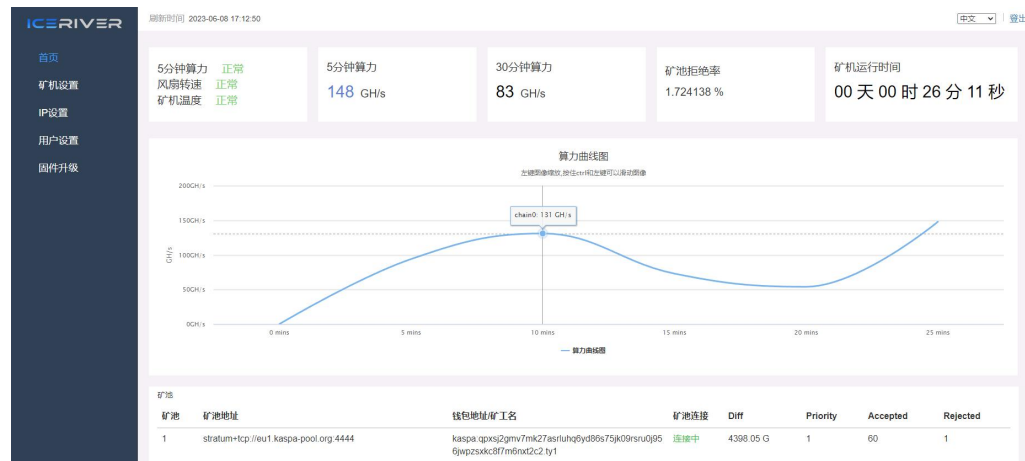 ICERIVER
刷新时间 2023-06-08 17:12:50
中文
登出
首页
矿机设置
IP设置
用户设置
固件升级
5分钟算力 正常
风扇转速 正常
矿机温度 正常
5分钟算力
148 GH/s
30分钟算力
83 GH/s
矿池拒绝率
1.724138 %
矿机运行时间
00 天 00 时 26 分 11 秒
算力曲线图
左键图像缩放,按住ctrl和左键可以滑动图像
200GH/s
150GH/s
100GH/s
50GH/s
0GH/s
GH/s
chain0: 131 GH/s
0 mins 5 mins 10 mins 15 mins 20 mins 25 mins
算力曲线图
矿池
矿池 矿池地址 钱包地址/矿工名 矿池连接 Diff Priority Accepted Rejected
1 stratum+tcp://eu1.kaspa-pool.org:4444 kaspa:qpxsj2gmv7mk27asrluhq6yd86s75jk09rsru0j95 连接中 4398.05 G 1 60 1
6jwpzsxkc8f7m6nxt2c2.ty1